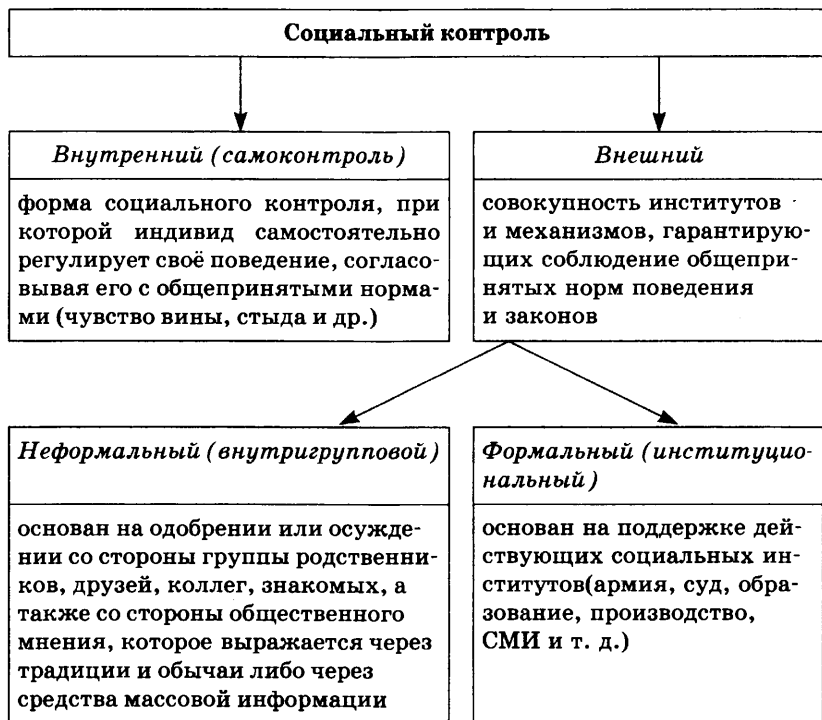 Социальный контроль
Внутренний (самоконтроль)
форма социального контроля, при
которой индивид самостоятельно
регулирует своё поведение, согласо-
вывая его с общепринятыми норма-
ми (чувство вины, стыда и др.)
Внешний
совокупность институтов
и механизмов, гарантирую-
щих соблюдение общепри-
нятых норм поведения
и законов
Неформальный (внутригрупповой)
основан на одобрении или осужде-
нии со стороны группы родственни-
ков, друзей, коллег, знакомых, а
также со стороны общественного
мнения, которое выражается через
традиции и обычаи либо через
средства массовой информации
Формальный (институцио-
нальный)
основан на поддержке дей-
ствующих социальных ин-
ститутов(армия, суд, обра-
зование, производство,
СМИ и т. д.)